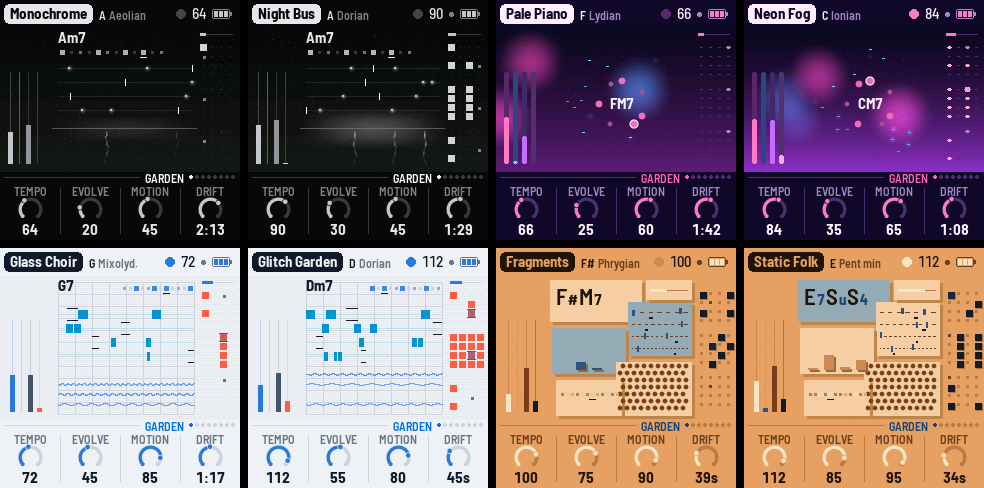 Monochrome A Aeolian 64
Am7
GARDEN
TEMPO EVOLVE MOTION DRIFT
64 20 45 2:13
Night Bus A Dorian 90
Am7
GARDEN
TEMPO EVOLVE MOTION DRIFT
90 30 45 1:29
Pale Piano F Lydian 66
FM7
GARDEN
TEMPO EVOLVE MOTION DRIFT
66 25 60 1:42
Neon Fog C Ionian 84
CM7
GARDEN
TEMPO EVOLVE MOTION DRIFT
84 35 65 1:08
Glass Choir G Mixolyd. 72
G7
GARDEN
TEMPO EVOLVE MOTION DRIFT
72 45 85 1:17
Glitch Garden D Dorian 112
Dm7
GARDEN
TEMPO EVOLVE MOTION DRIFT
112 55 80 45s
Fragments F# Phrygian 100
F#M7
GARDEN
TEMPO EVOLVE MOTION DRIFT
100 75 90 39s
Static Folk E Pent min 112
E7SuS4
GARDEN
TEMPO EVOLVE MOTION DRIFT
112 85 95 34s